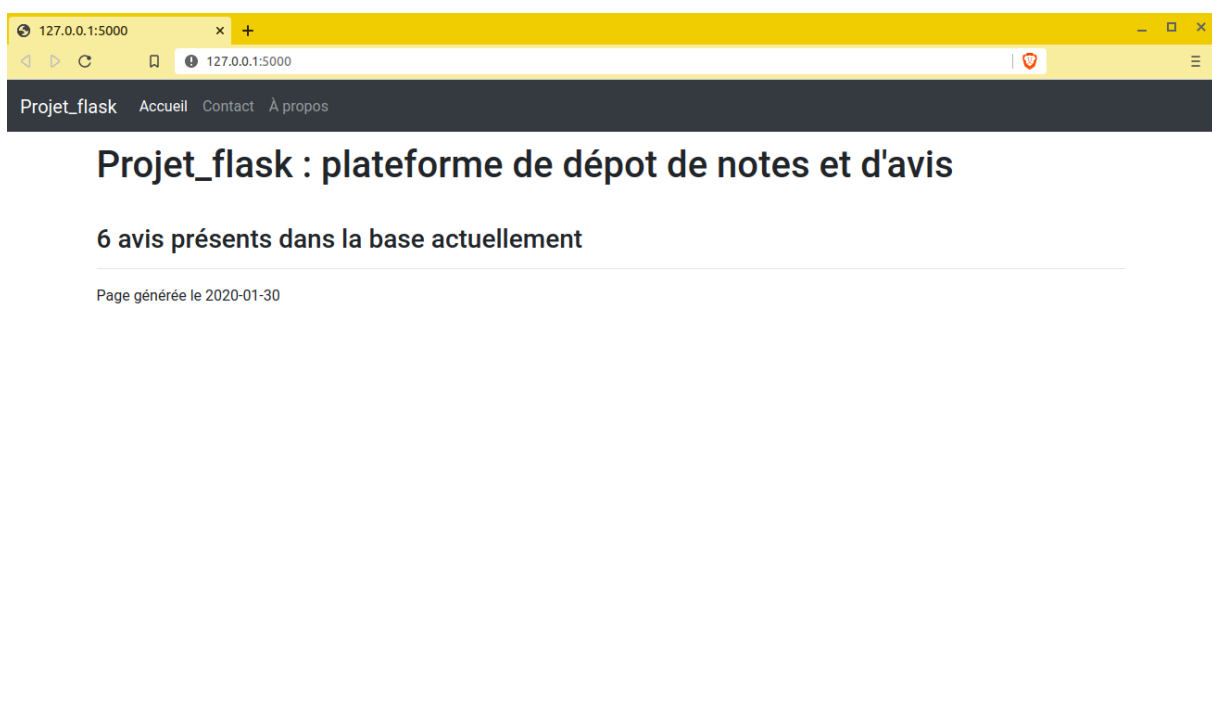 127.0.0.1:5000
127.0.0.1:5000
Projet_flask Accueil Contact À propos
Projet_flask : plateforme de dépot de notes et d'avis
6 avis présents dans la base actuellement
Page générée le 2020-01-30